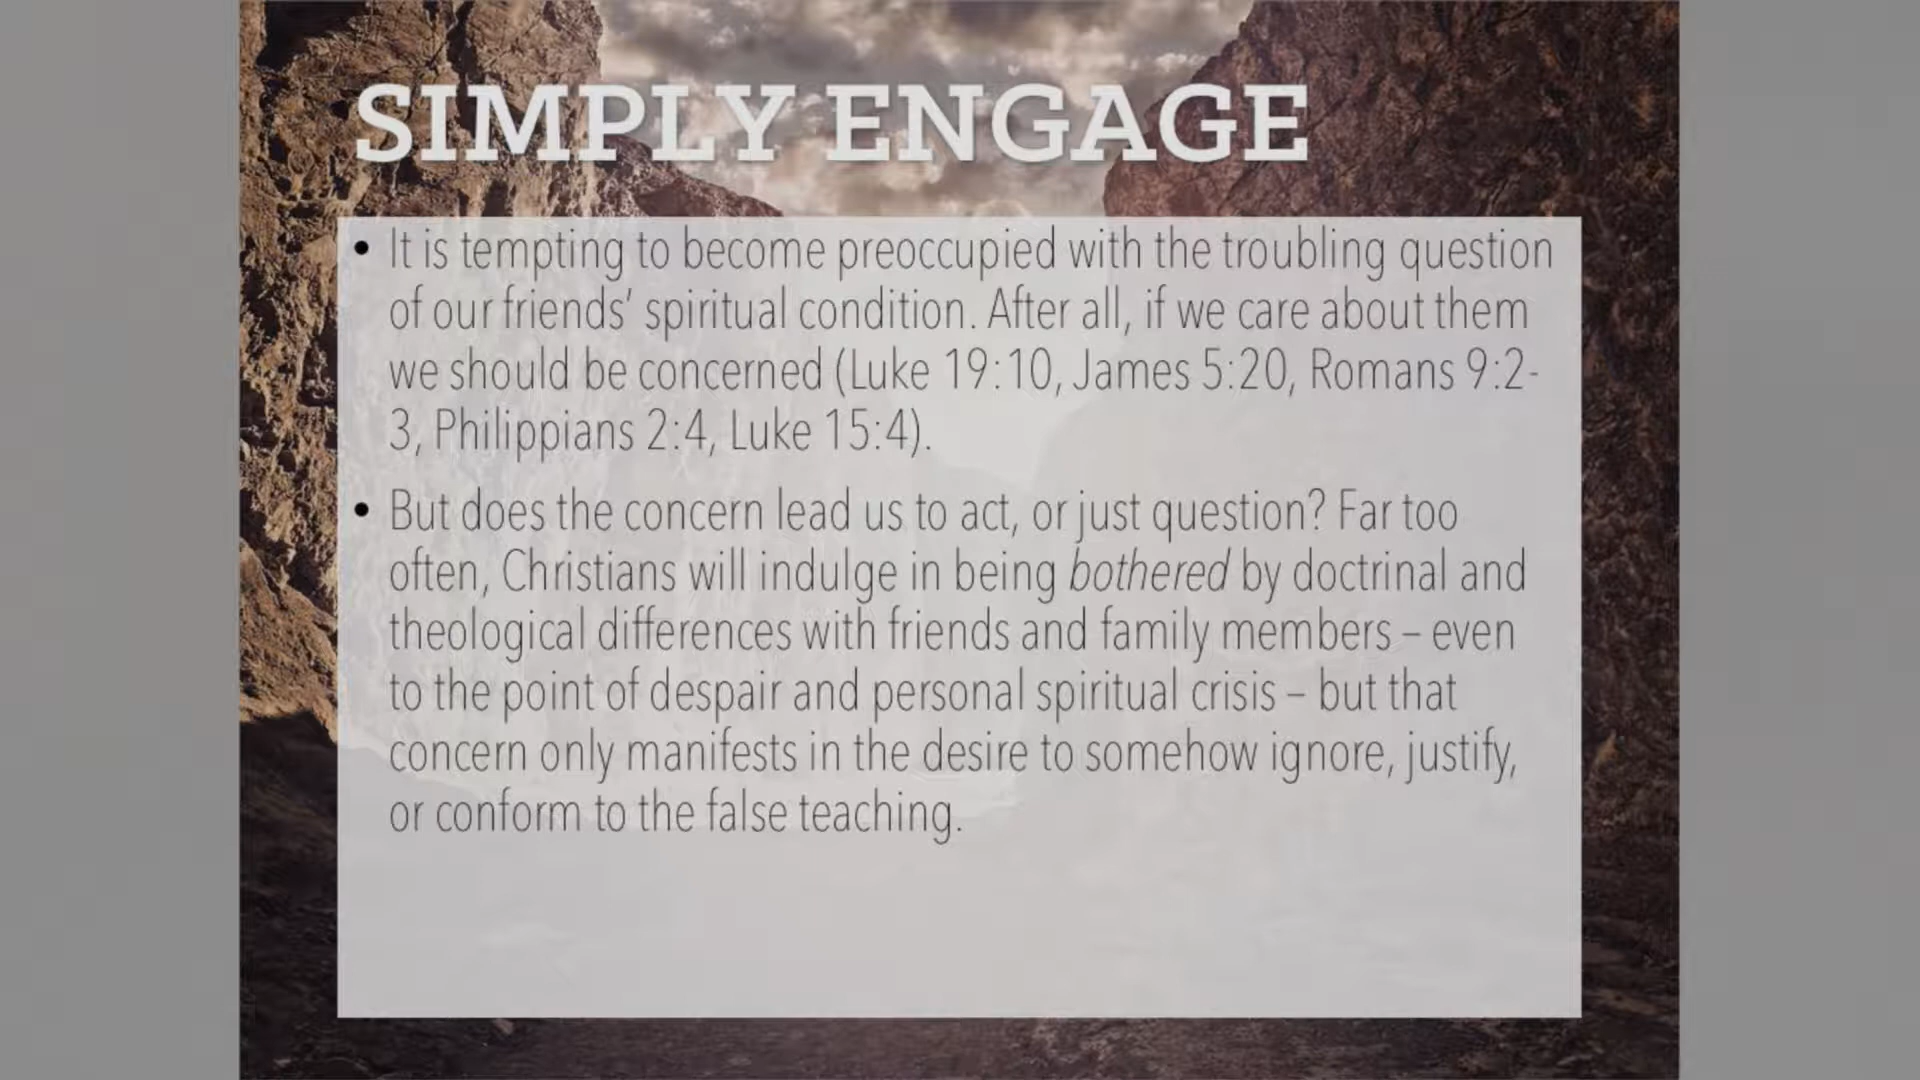 SIMPLY ENGAGE
• It is tempting to become preoccupied with the troubling question
of our friends’ spiritual condition. After all, if we care about them
we should be concerned (Luke 19:10, James 5:20, Romans 9:2-
3, Philippians 2:4, Luke 15:4).
• But does the concern lead us to act, or just question? Far too
often, Christians will indulge in being bothered by doctrinal and
theological differences with friends and family members – even
to the point of despair and personal spiritual crisis – but that
concern only manifests in the desire to somehow ignore, justify,
or conform to the false teaching.